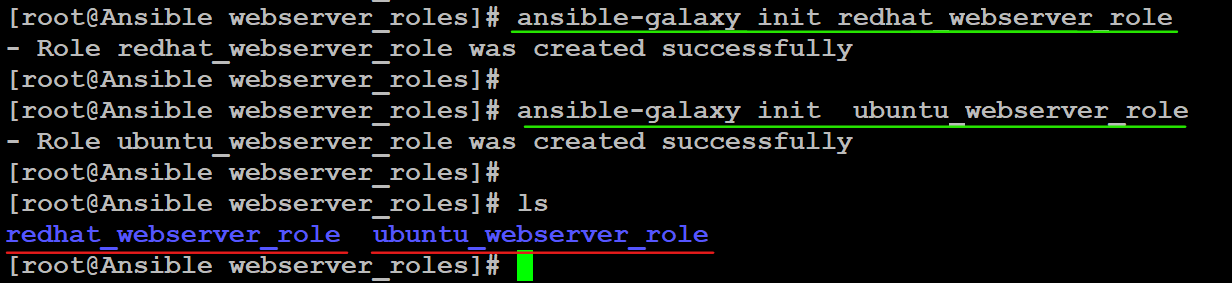 [root@Ansible webserver_roles]# ansible-galaxy init redhat_webserver_role
- Role redhat_webserver_role was created successfully
[root@Ansible webserver_roles]#
[root@Ansible webserver_roles]# ansible-galaxy init  ubuntu_webserver_role
- Role ubuntu_webserver_role was created successfully
[root@Ansible webserver_roles]#
[root@Ansible webserver_roles]# ls
redhat_webserver_role  ubuntu_webserver_role
[root@Ansible webserver_roles]#